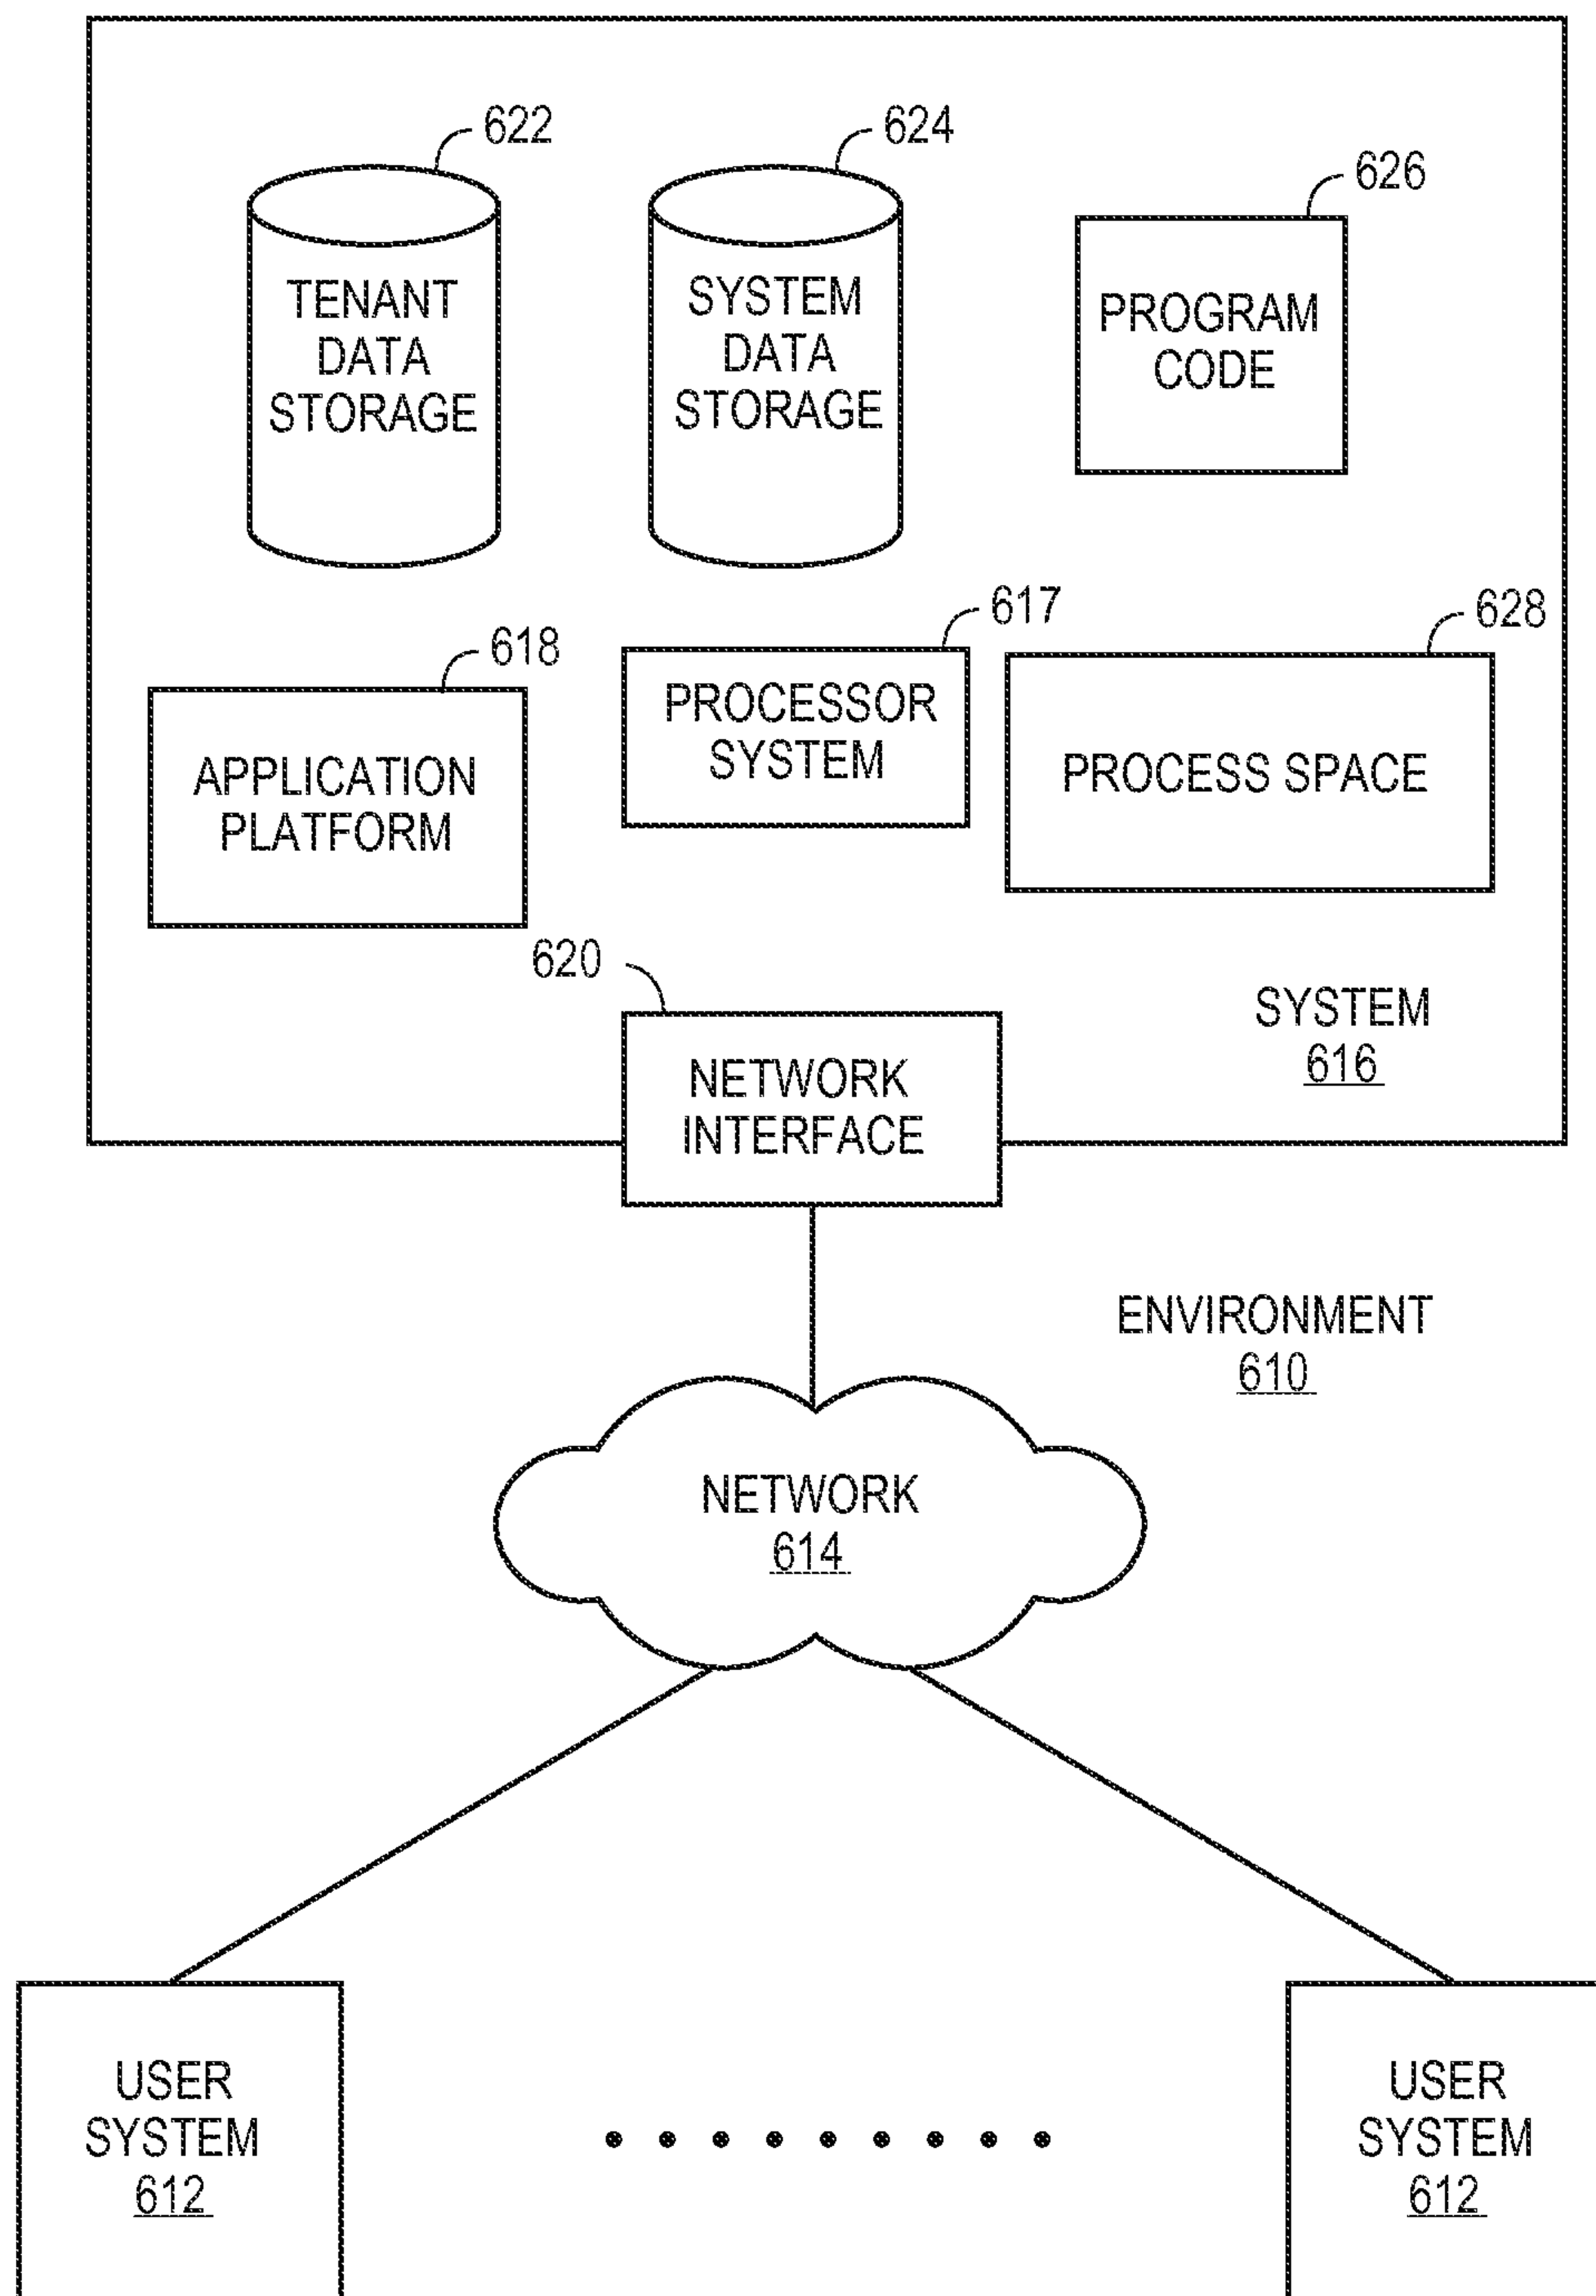 622
624
626
TENANT
DATA
STORAGE
SYSTEM
DATA
STORAGE
PROGRAM
CODE
618
617
628
APPLICATION
PLATFORM
PROCESSOR
SYSTEM
PROCESS SPACE
620
NETWORK
INTERFACE
SYSTEM
616
ENVIRONMENT
610
NETWORK
614
USER
SYSTEM
612
USER
SYSTEM
612